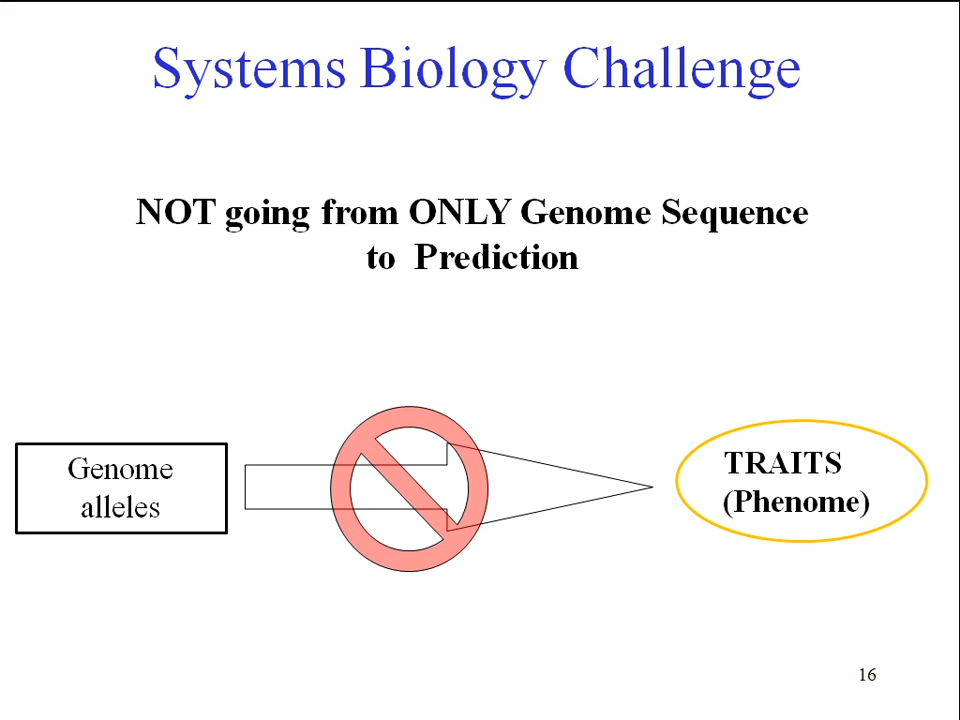 Systems Biology Challenge
NOT going from ONLY Genome Sequence
to Prediction
Genome
alleles
TRAITS
(Phenome)
16